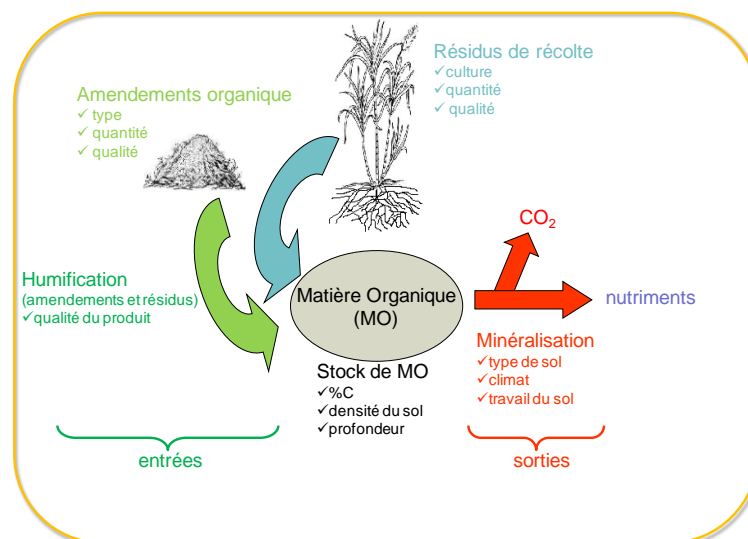 Résidus de récolte
✓culture
✓quantité
✓ qualité
Amendements organique
✓ type
✓ quantité
✓ qualité
CO₂
Humification
(amendements et résidus)
✓qualité du produit
Matière Organique
(MO)
nutriments
Stock de MO
✓%C
✓densité du sol
✓profondeur
Minéralisation
✓type de sol
✓climat
✓travail du sol
entrées
sorties